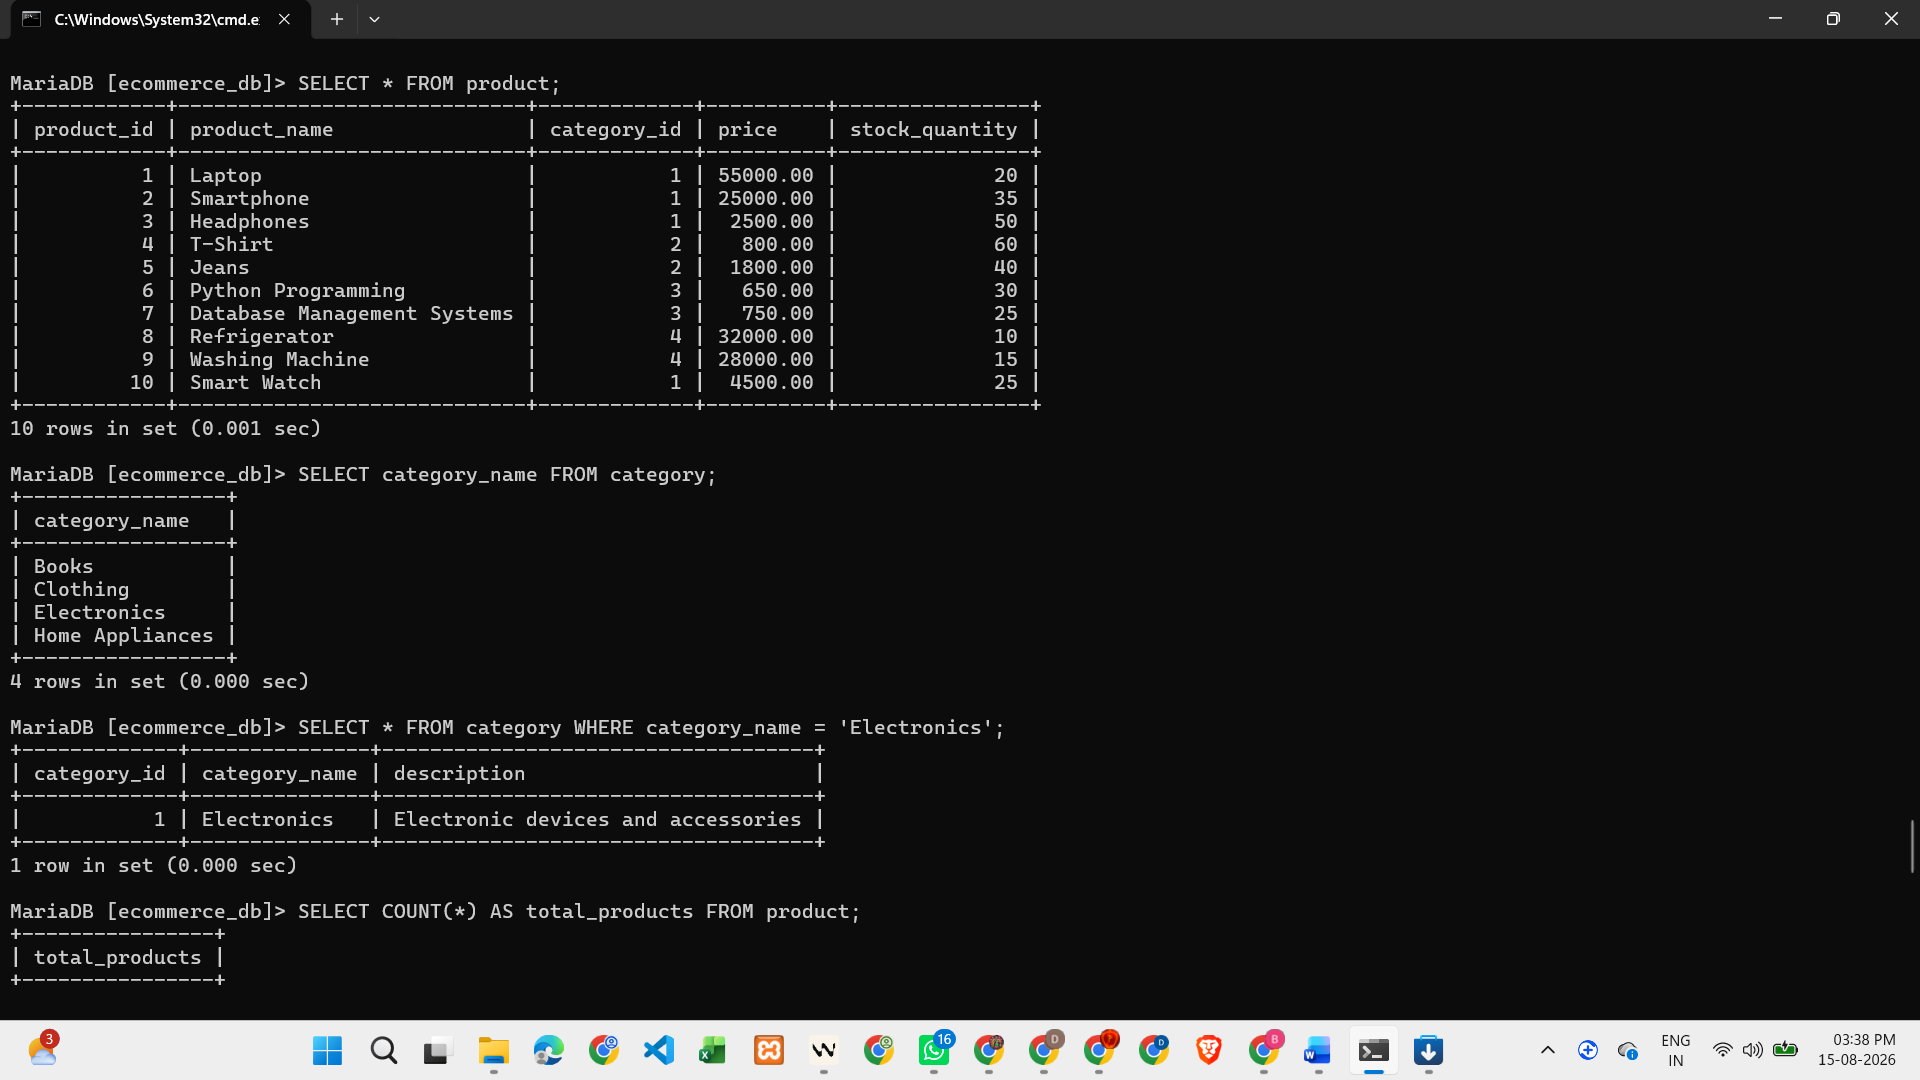 C:\Windows\System32\cmd.e
MariaDB [ecommerce_db]> SELECT * FROM product;
+------------+-----------------------------+-------------+----------+----------------+
| product_id | product_name                | category_id | price    | stock_quantity |
+------------+-----------------------------+-------------+----------+----------------+
|          1 | Laptop                      |           1 | 55000.00 |             20 |
|          2 | Smartphone                  |           1 | 25000.00 |             35 |
|          3 | Headphones                  |           1 |  2500.00 |             50 |
|          4 | T-Shirt                     |           2 |   800.00 |             60 |
|          5 | Jeans                       |           2 |  1800.00 |             40 |
|          6 | Python Programming          |           3 |   650.00 |             30 |
|          7 | Database Management Systems |           3 |   750.00 |             25 |
|          8 | Refrigerator                |           4 | 32000.00 |             10 |
|          9 | Washing Machine             |           4 | 28000.00 |             15 |
|         10 | Smart Watch                 |           1 |  4500.00 |             25 |
+------------+-----------------------------+-------------+----------+----------------+
10 rows in set (0.001 sec)
MariaDB [ecommerce_db]> SELECT category_name FROM category;
+-----------------+
| category_name   |
+-----------------+
| Books           |
| Clothing        |
| Electronics     |
| Home Appliances |
+-----------------+
4 rows in set (0.000 sec)
MariaDB [ecommerce_db]> SELECT * FROM category WHERE category_name = 'Electronics';
+-------------+---------------+------------------------------------+
| category_id | category_name | description                        |
+-------------+---------------+------------------------------------+
|           1 | Electronics   | Electronic devices and accessories |
+-------------+---------------+------------------------------------+
1 row in set (0.000 sec)
MariaDB [ecommerce_db]> SELECT COUNT(*) AS total_products FROM product;
+----------------+
| total_products |
+----------------+
3
16
D
D
B
ENG
IN
03:38 PM
15-08-2026